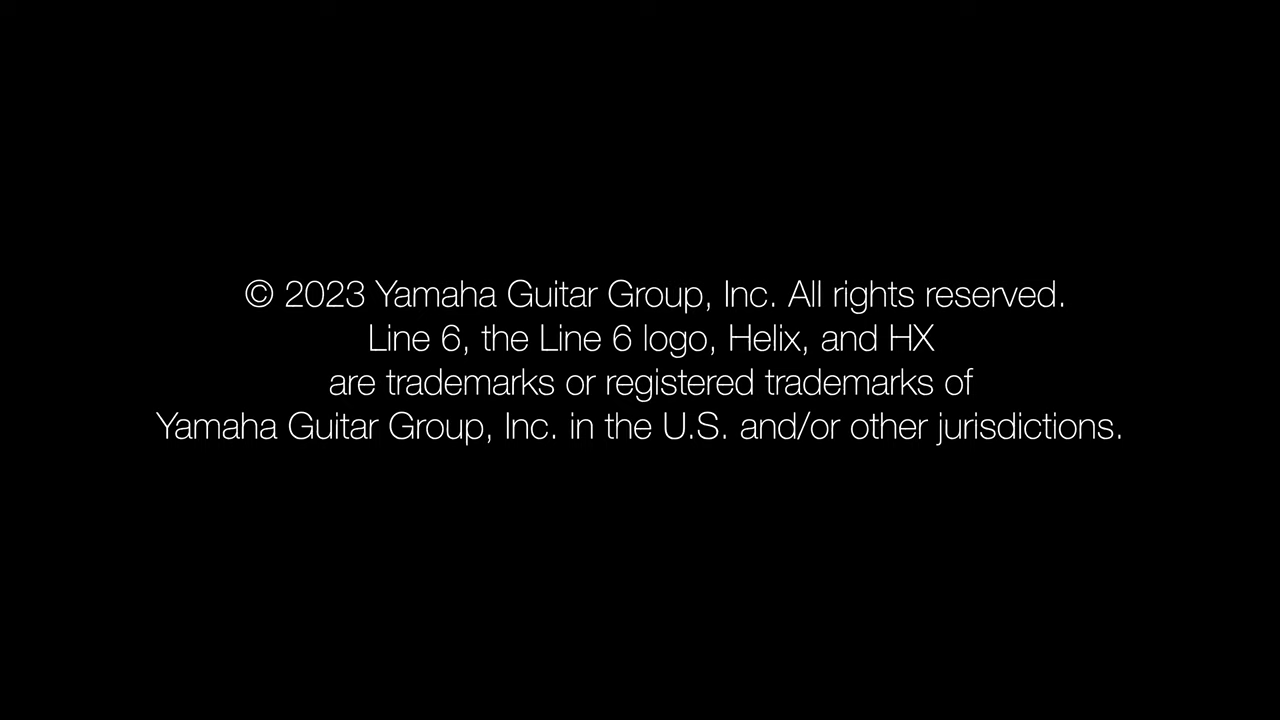 © 2023 Yamaha Guitar Group, Inc. All rights reserved.
Line 6, the Line 6 logo, Helix, and HX
are trademarks or registered trademarks of
Yamaha Guitar Group, Inc. in the U.S. and/or other jurisdictions.